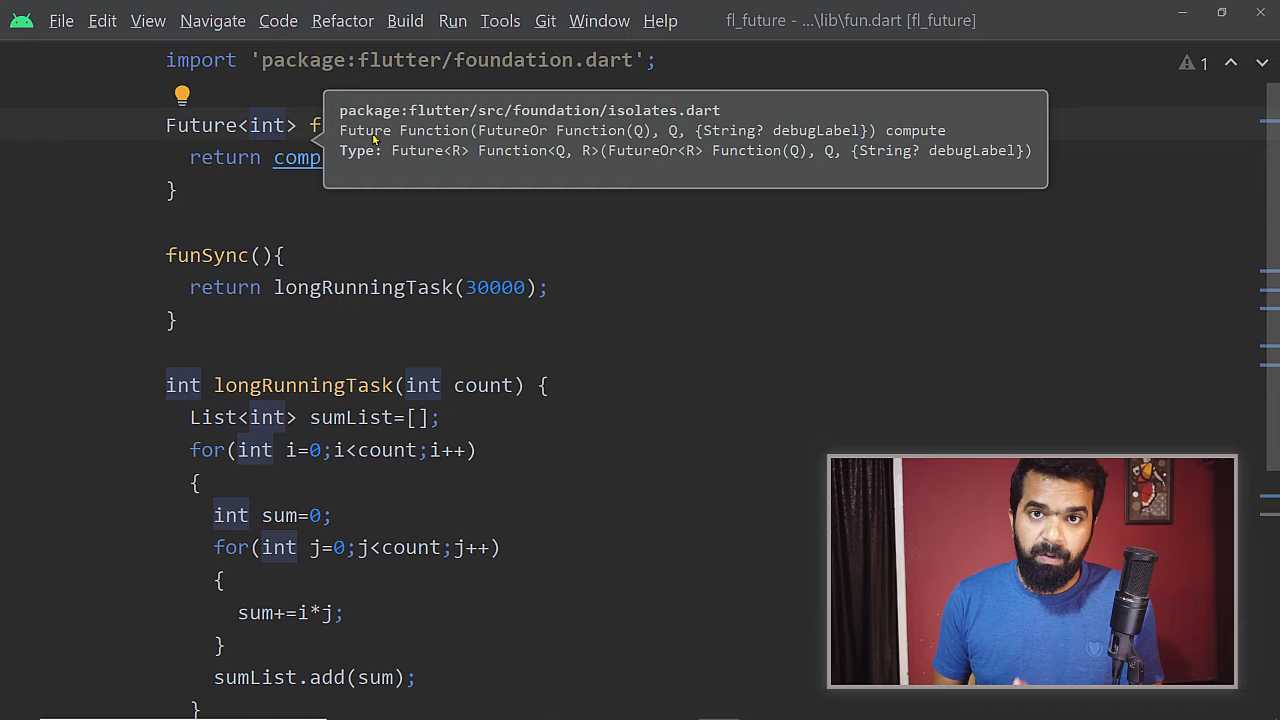 File Edit View Navigate Code Refactor Build Run Tools Git Window Help fl_future - ...\lib\fun.dart [fl_future]
import 'package:flutter/foundation.dart';
1
package:flutter/src/foundation/isolates.dart
Future Function(FutureOr Function(Q), Q, {String? debugLabel}) compute
Type: Future<R> Function<Q, R>(FutureOr<R> Function(Q), Q, {String? debugLabel})
Future<int> f
return comp
}
funSync(){
return longRunningTask(30000);
}
int longRunningTask(int count) {
List<int> sumList=[];
for(int i=0;i<count;i++)
{
int sum=0;
for(int j=0;j<count;j++)
{
sum+=i*j;
}
sumList.add(sum);
}